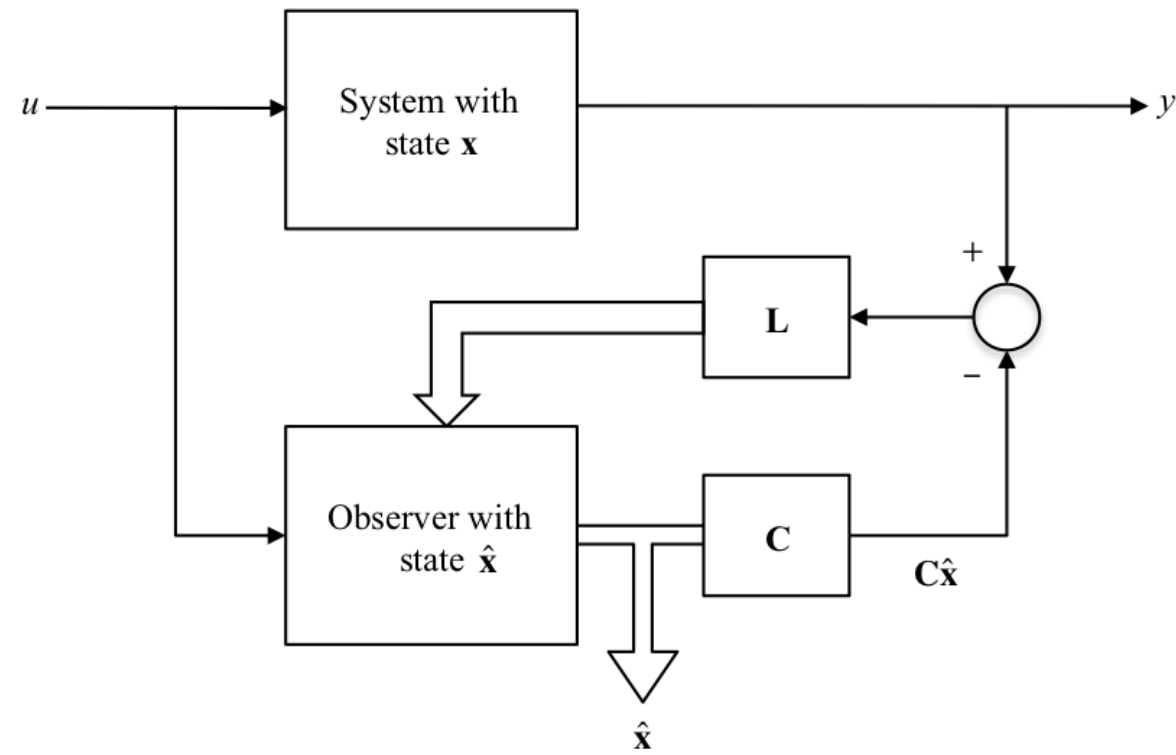 u
System with
state x
y
+
L
−
Observer with
state x̂
C
Cx̂
x̂